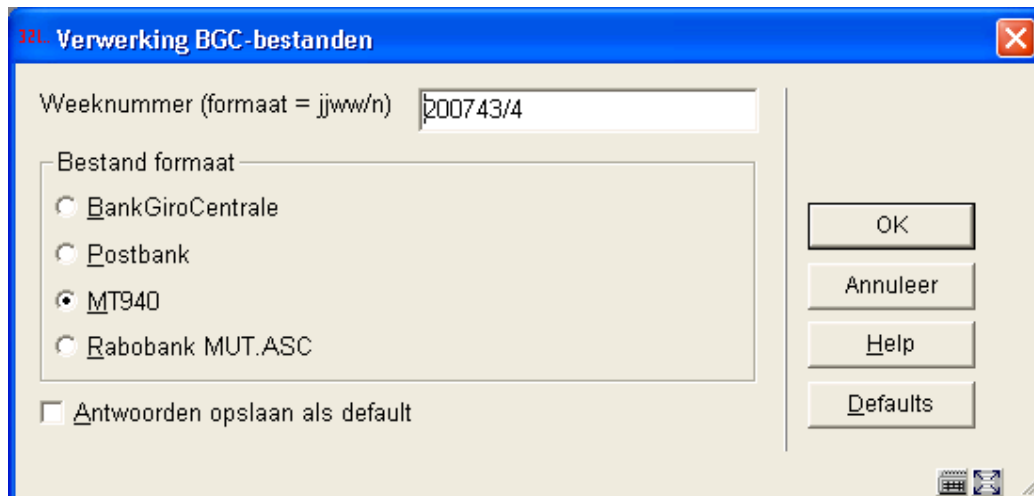 32L. Verwerking BGC-bestanden
Weeknummer (formaat = jjww/n) 200743/4
Bestand formaat
BankGiroCentrale
Postbank
MT940
Rabobank MUT.ASC
Antwoorden opslaan als default
OK
Annuleer
Help
Defaults